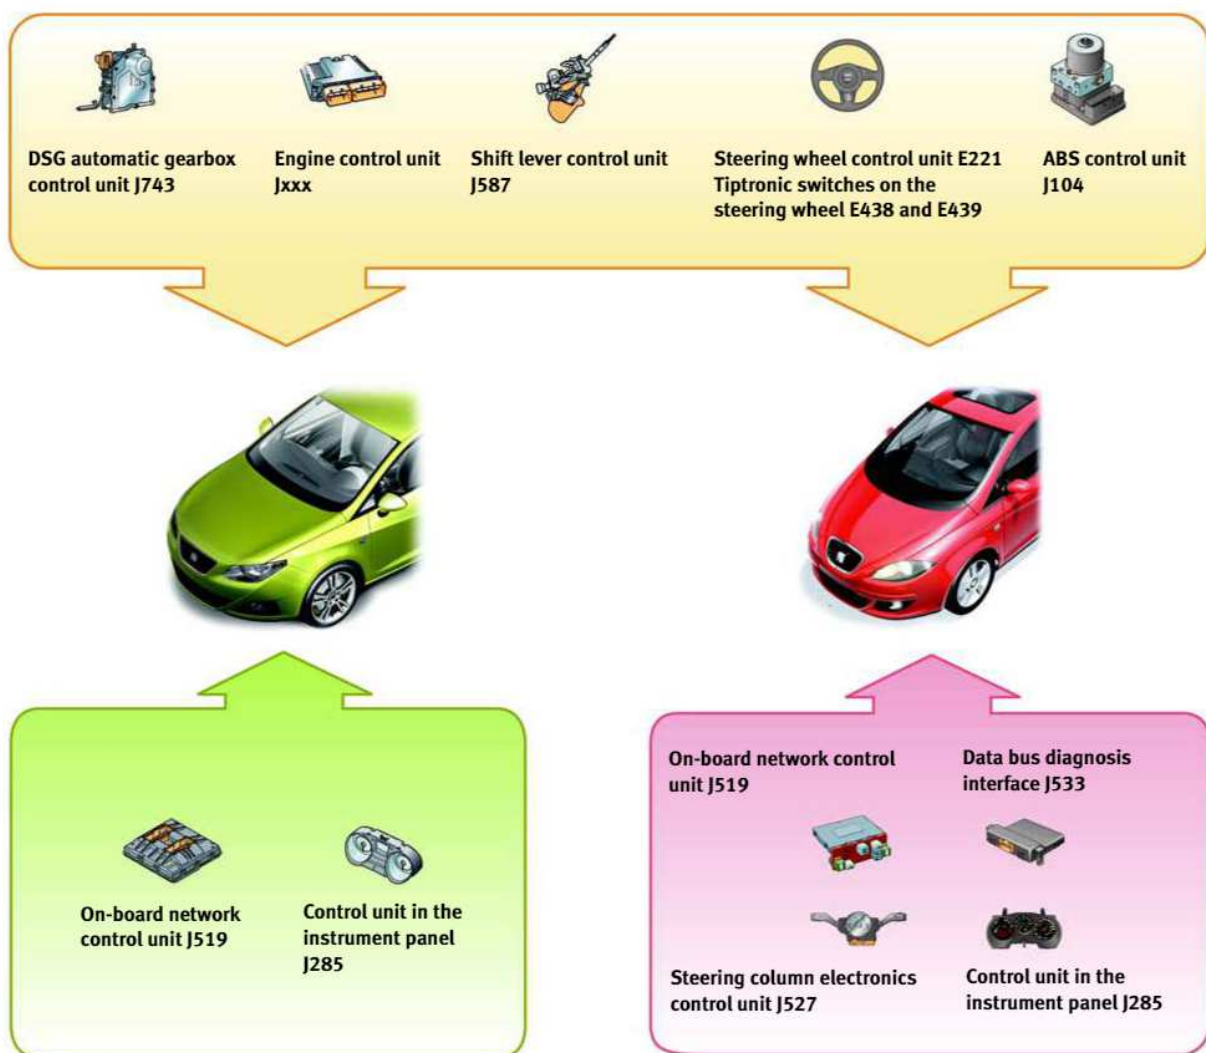 DSG automatic gearbox
control unit J743
Engine control unit
Jxxx
Shift lever control unit
J587
Steering wheel control unit E221
Tiptronic switches on the
steering wheel E438 and E439
ABS control unit
J104
On-board network
control unit J519
Control unit in the
instrument panel
J285
On-board network control
unit J519
Data bus diagnosis
interface J533
Steering column electronics
control unit J527
Control unit in the
instrument panel J285